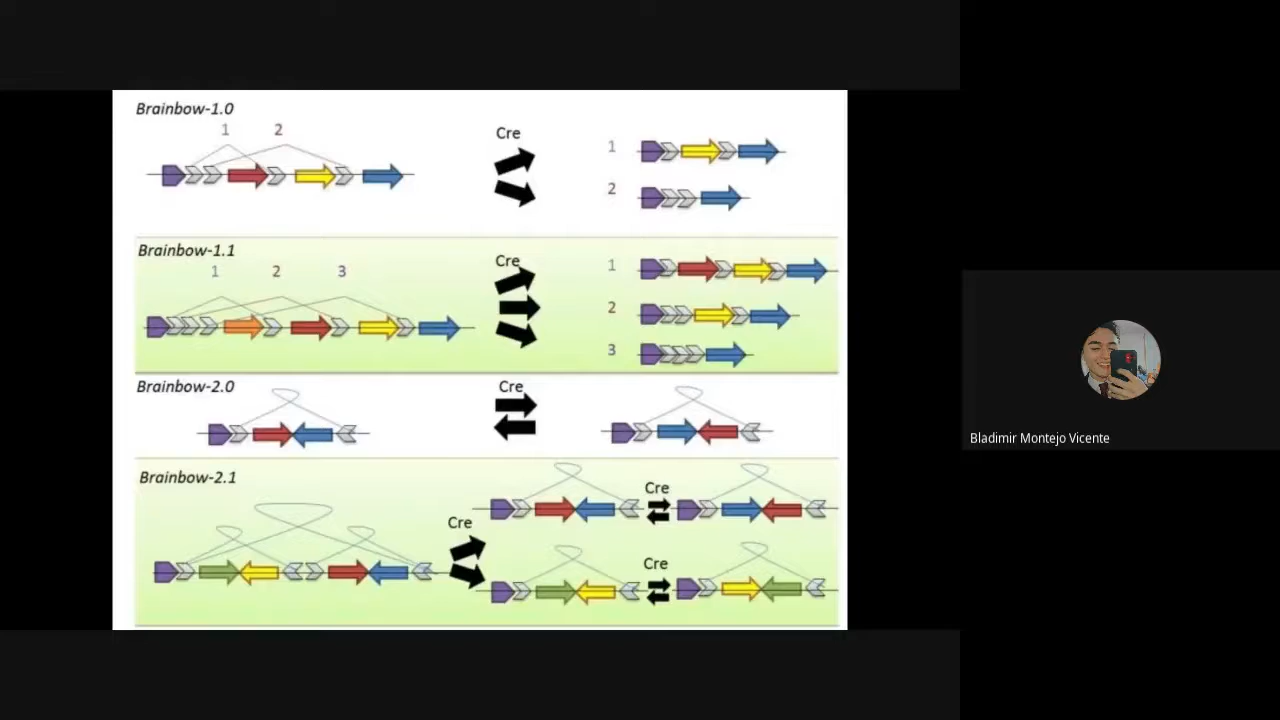 Brainbow-1.0
1 2
Cre
1
2
Brainbow-1.1
1 2 3
Cre
1
2
3
Brainbow-2.0
Cre
Brainbow-2.1
Cre
Cre
Cre
Bladimir Montejo Vicente